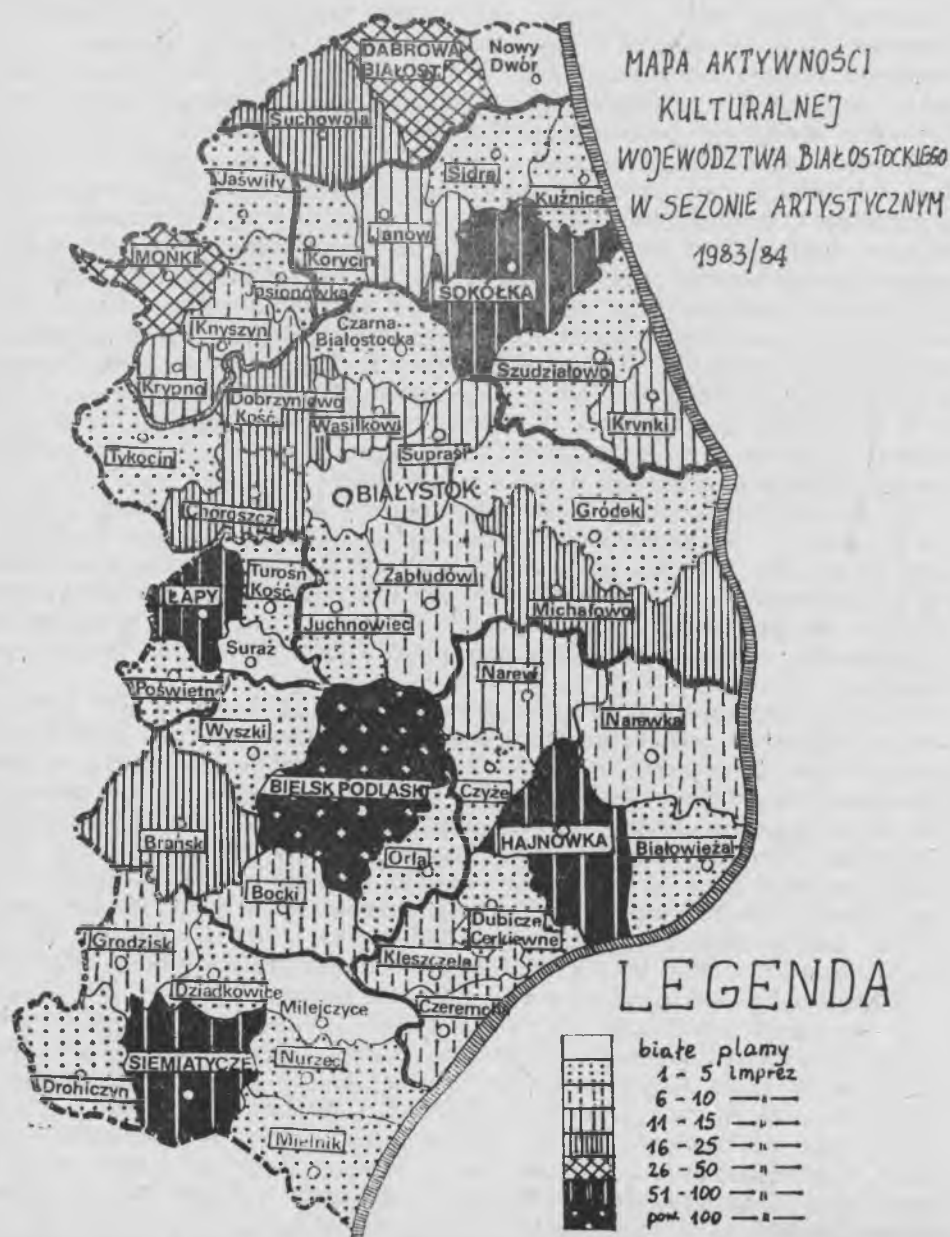 MAPA AKTYWNOŚCI
KULTURALNEJ
WOJEWÓDZTWA BIAŁOSTOCKIEGO
W SEZONIE ARTYSTYCZNYM
1983/84
DABROWA
BIAŁOST.
Nowy
Dwór
Suchowola
Sidra
Kuźnica
Jaświły
Janów
Korycin
MONKI
Jasionówka
SOKÓŁKA
Knyszyn
Czarna
Białostocka
Szudziałowo
Krypno
Dobrzyniewo
Kość.
Wasilków
Krynki
Supraśl
Tykocin
BIAŁYSTOK
Choroszcz
Gródek
Turośń
Kość.
Zabłudów
ŁAPY
Michałowo
Juchnowiec
Suraż
Narew
Poświętne
Narewka
Wyszki
BIELSK PODLASKI
Czyże
Brańsk
HAJNÓWKA
Białowieża
Orla
Bocki
Dubicze
Cerkiewne
Grodzisk
Kleszczele
Dziadkowice
Milejczyce
Czeremcha
SIEMIATYCZE
Nurzec
Drohiczyn
Mielnik
LEGENDA
białe plamy
1 - 5 imprez
6 - 10 — " —
11 - 15 — " —
16 - 25 — " —
26 - 50 — " —
51 - 100 — " —
pow. 100 — " —